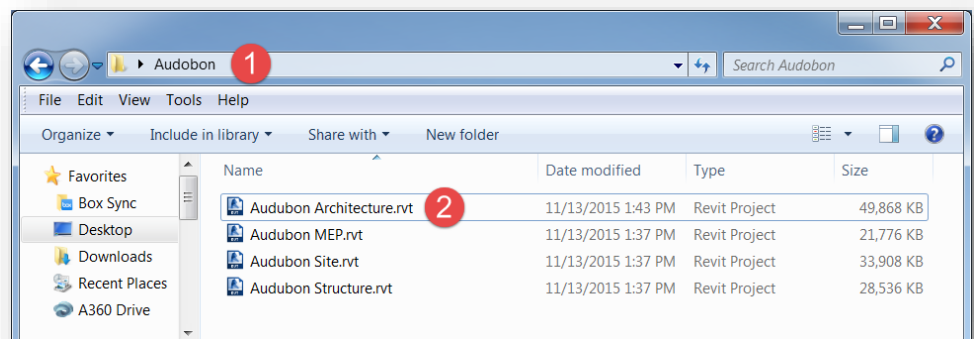 Audobon 1 Search Audobon
File Edit View Tools Help
Organize Include in library Share with New folder ?
Favorites Name Date modified Type Size
Box Sync Audubon Architecture.rvt 2 11/13/2015 1:43 PM Revit Project 49,868 KB
Desktop Audubon MEP.rvt 11/13/2015 1:37 PM Revit Project 21,776 KB
Downloads Audubon Site.rvt 11/13/2015 1:37 PM Revit Project 33,908 KB
Recent Places Audubon Structure.rvt 11/13/2015 1:37 PM Revit Project 28,536 KB
A360 Drive